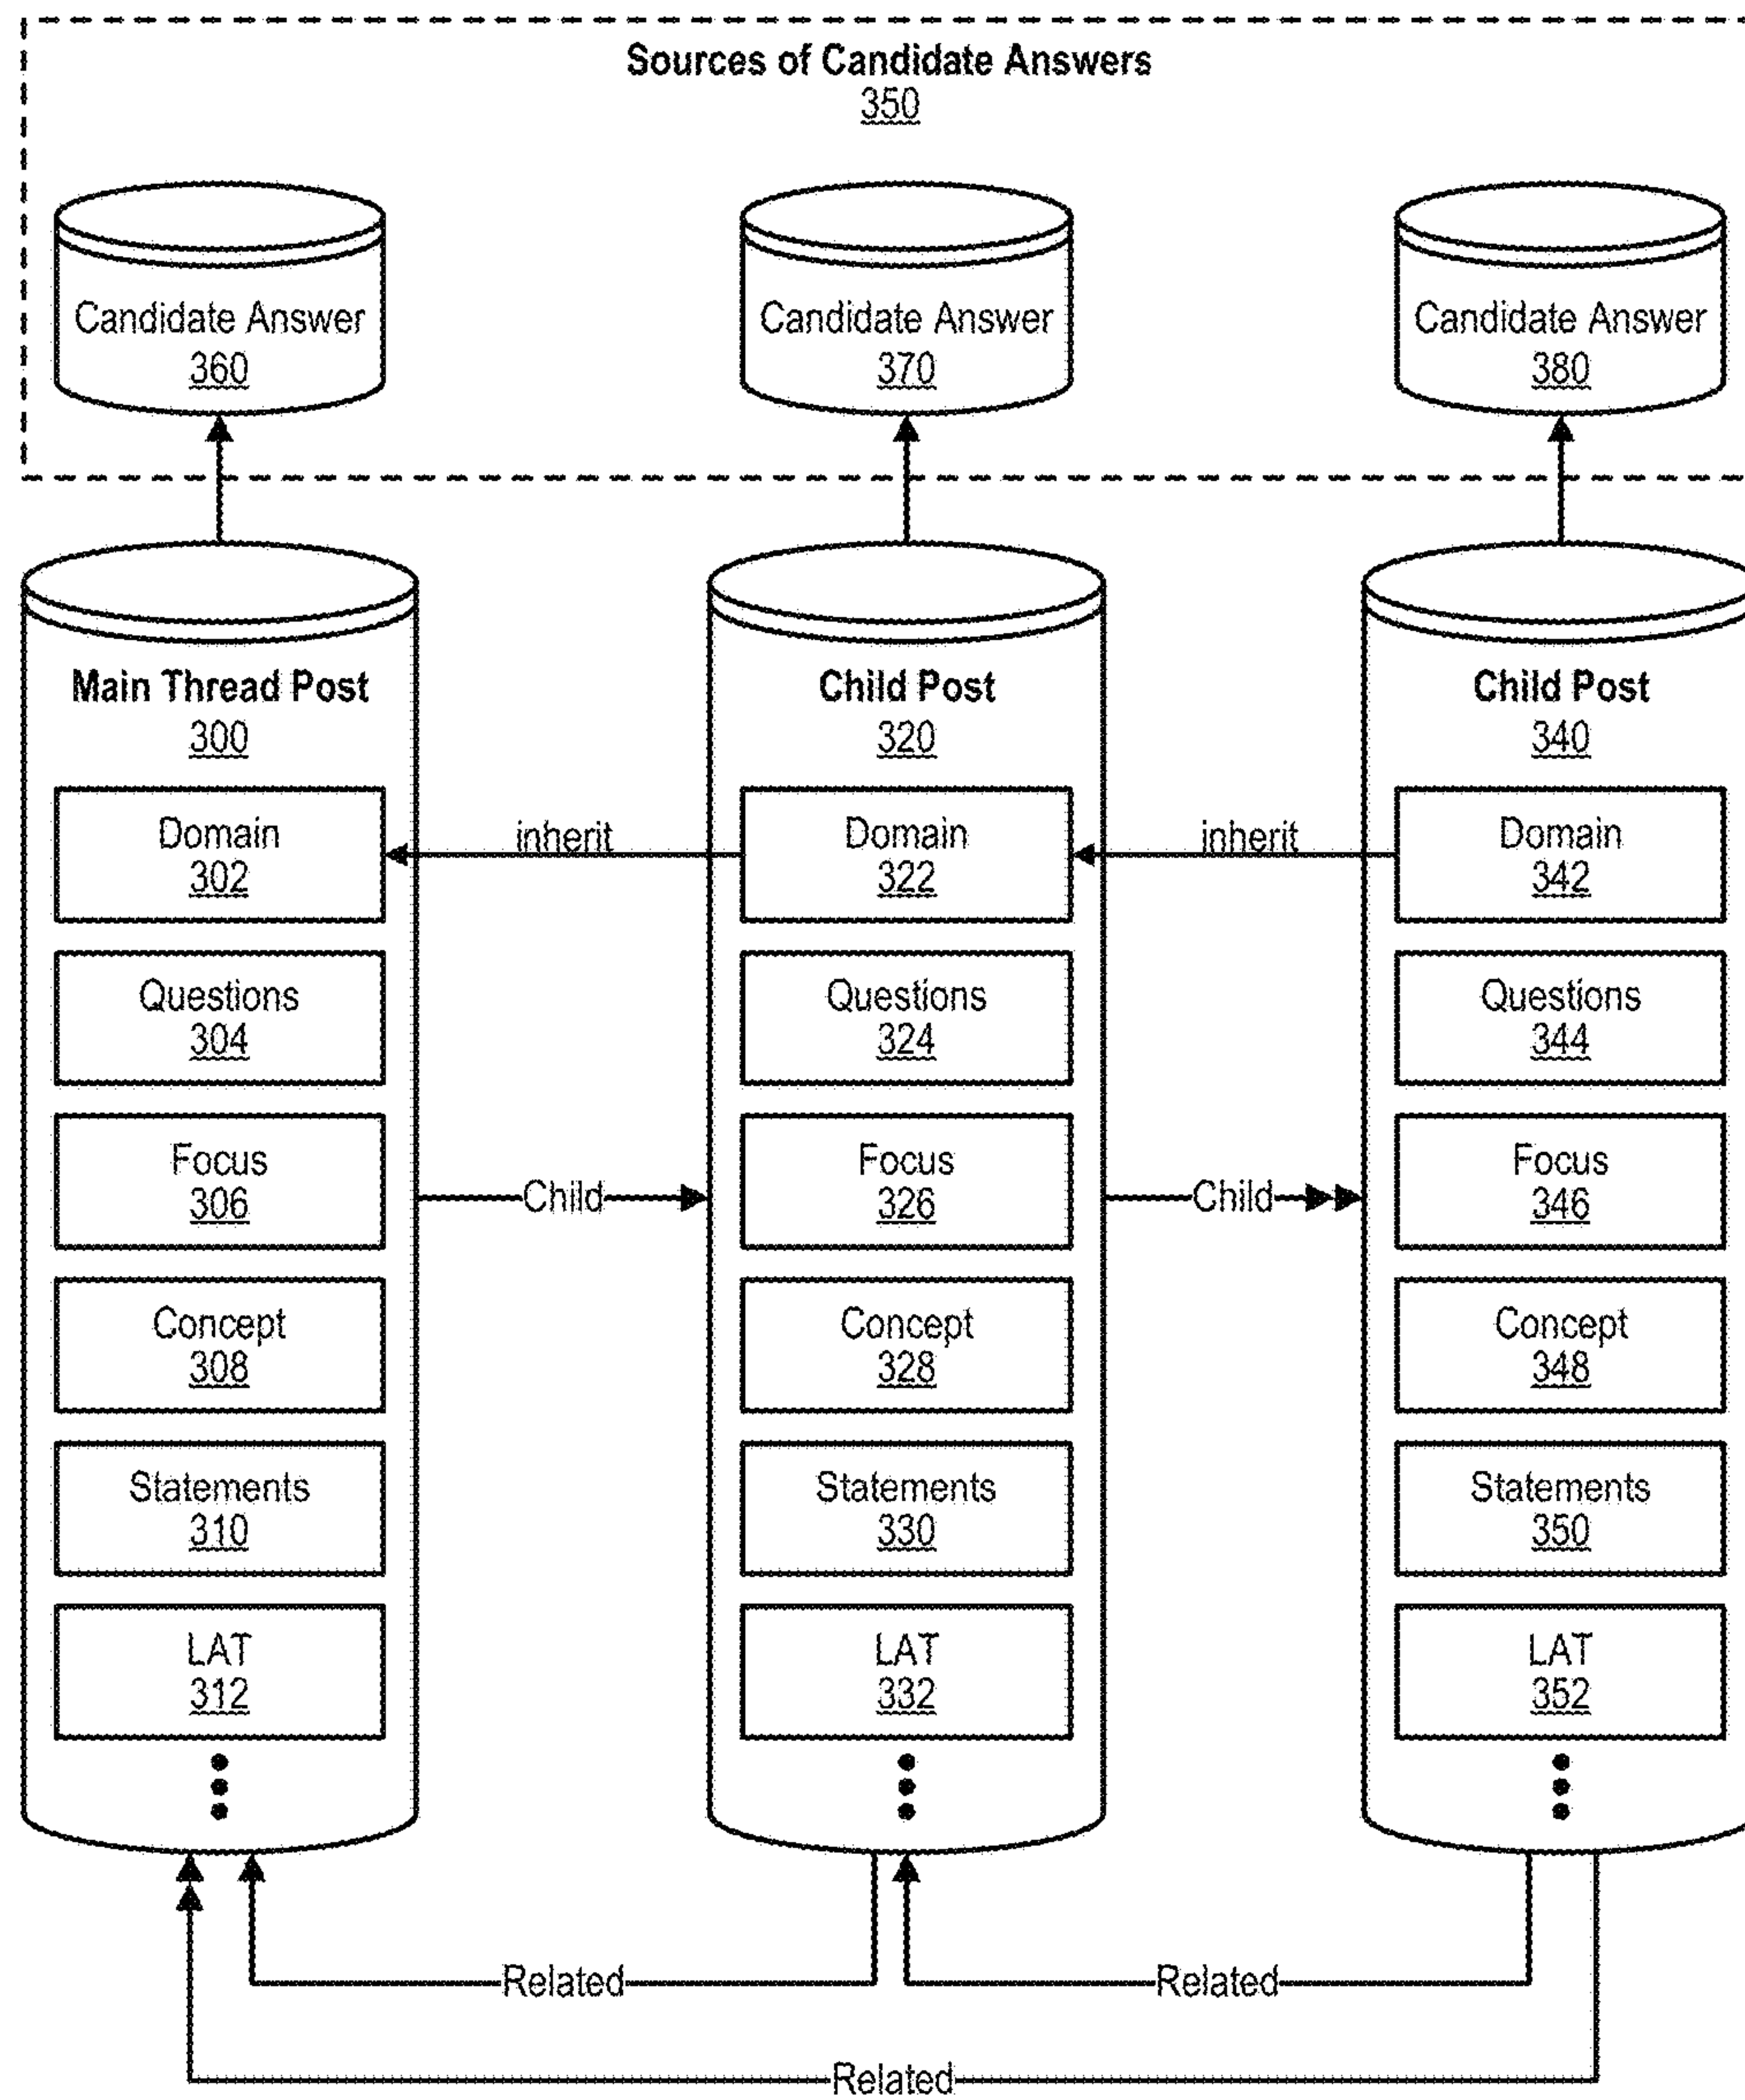 Sources of Candidate Answers
350
Candidate Answer
360
Candidate Answer
370
Candidate Answer
380
Main Thread Post
300
Domain
302
Questions
304
Focus
306
Concept
308
Statements
310
LAT
312
inherit
Child
Child Post
320
Domain
322
Questions
324
Focus
326
Concept
328
Statements
330
LAT
332
inherit
Child
Child Post
340
Domain
342
Questions
344
Focus
346
Concept
348
Statements
350
LAT
352
Related
Related
Related